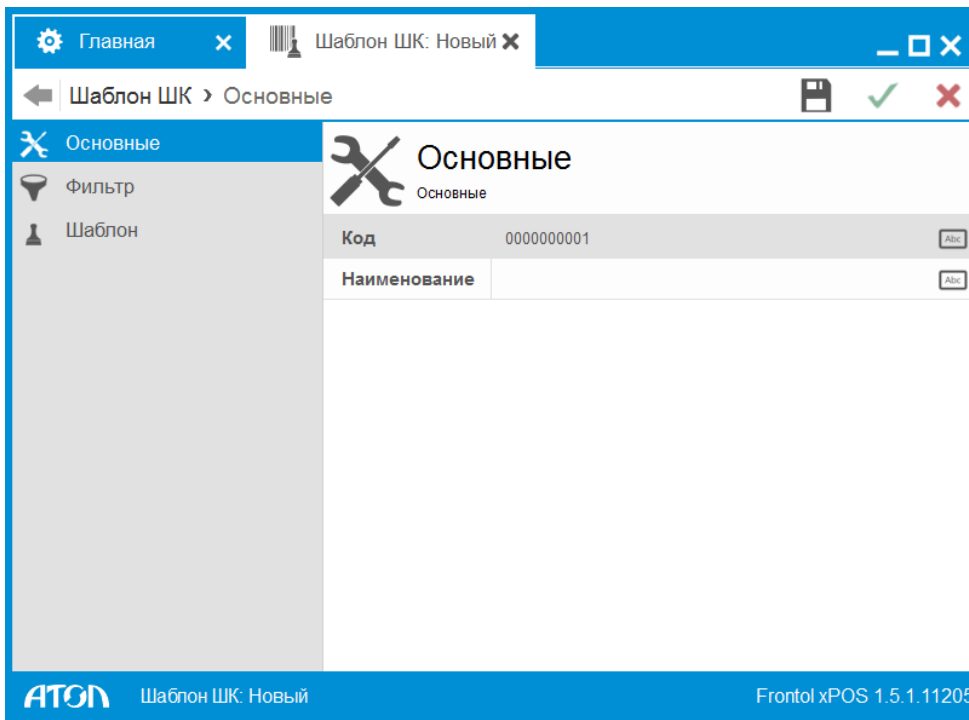 Главная
Шаблон ШК: Новый
Шаблон ШК › Основные
Основные
Фильтр
Шаблон
Основные
Основные
Код 0000000001 Abc
Наименование Abc
АТОЛ Шаблон ШК: Новый Frontol xPOS 1.5.1.11205